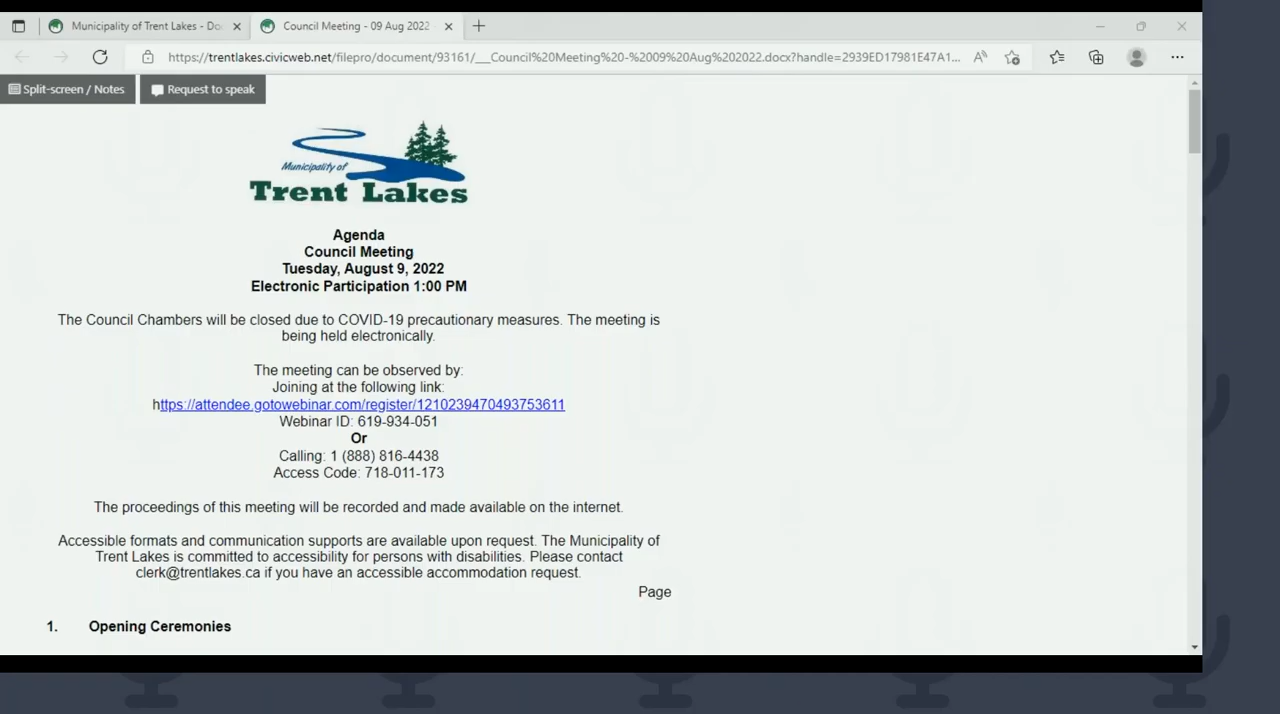 Municipality of Trent Lakes - Do
Council Meeting - 09 Aug 2022
https://trentlakes.civicweb.net/filepro/document/93161/__Council%20Meeting%20-%2009%20Aug%202022.docx?handle=2939ED17981E47A1...
Split-screen / Notes
Request to speak
Municipality of
Trent Lakes
Agenda
Council Meeting
Tuesday, August 9, 2022
Electronic Participation 1:00 PM
The Council Chambers will be closed due to COVID-19 precautionary measures. The meeting is
being held electronically.
The meeting can be observed by:
Joining at the following link:
https://attendee.gotowebinar.com/register/1210239470493753611
Webinar ID: 619-934-051
Or
Calling: 1 (888) 816-4438
Access Code: 718-011-173
The proceedings of this meeting will be recorded and made available on the internet.
Accessible formats and communication supports are available upon request. The Municipality of
Trent Lakes is committed to accessibility for persons with disabilities. Please contact
clerk@trentlakes.ca if you have an accessible accommodation request.
Page
1. Opening Ceremonies